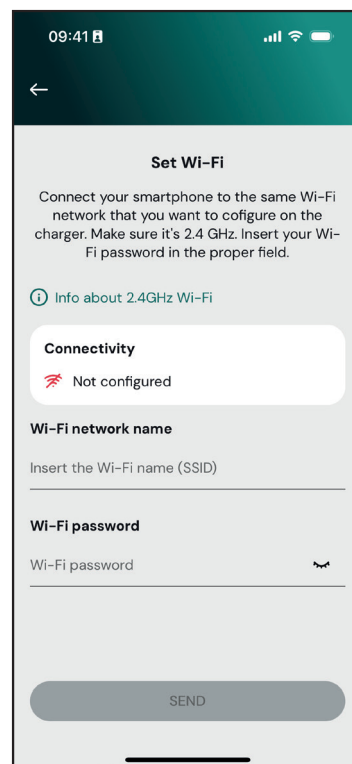 09:41
Set Wi-Fi
Connect your smartphone to the same Wi-Fi
network that you want to cofigure on the
charger. Make sure it's 2.4 GHz. Insert your Wi-
Fi password in the proper field.
Info about 2.4GHz Wi-Fi
Connectivity
Not configured
Wi-Fi network name
Insert the Wi-Fi name (SSID)
Wi-Fi password
Wi-Fi password
SEND